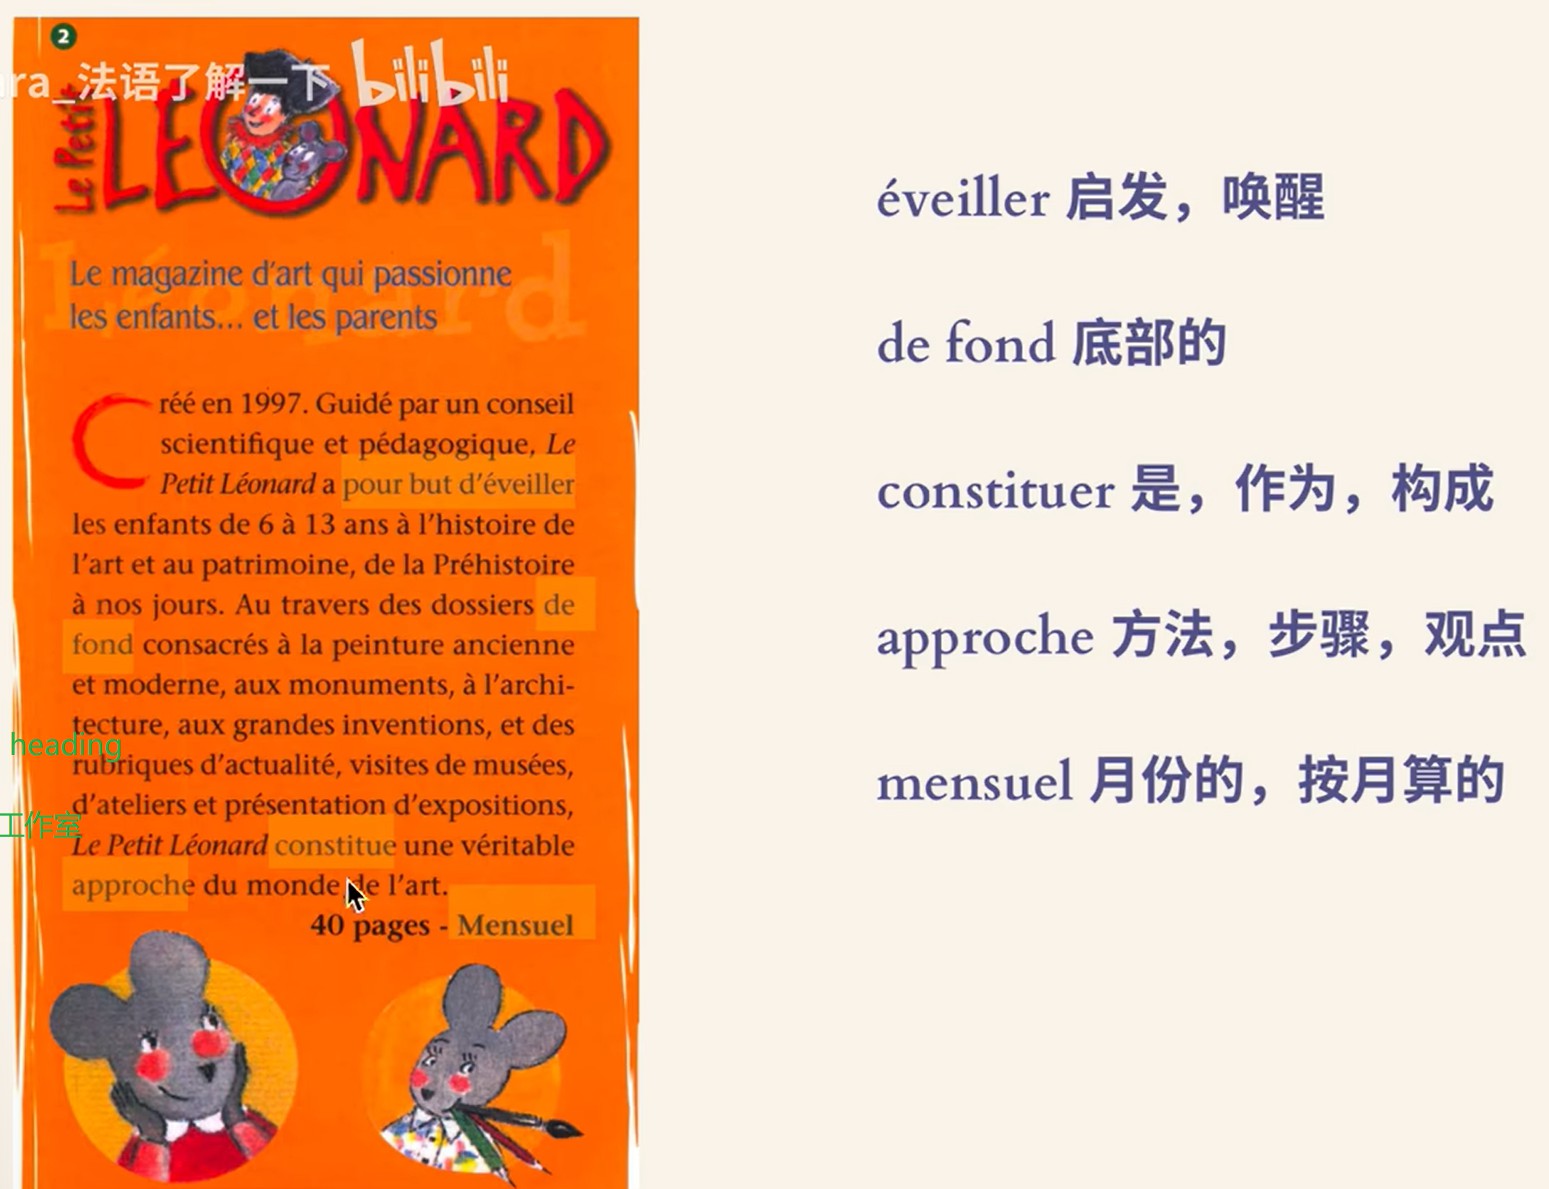 2
ra_法语了解一下 bilibili
Le Petit
LEONARD
Léonard
Le magazine d'art qui passionne
les enfants... et les parents
Créé en 1997. Guidé par un conseil
scientifique et pédagogique, Le
Petit Léonard a pour but d'éveiller
les enfants de 6 à 13 ans à l'histoire de
l'art et au patrimoine, de la Préhistoire
à nos jours. Au travers des dossiers de
fond consacrés à la peinture ancienne
et moderne, aux monuments, à l'archi-
tecture, aux grandes inventions, et des
heading
rubriques d'actualité, visites de musées,
d'ateliers et présentation d'expositions,
工作室
Le Petit Léonard constitue une véritable
approche du monde de l'art.
40 pages - Mensuel
éveiller 启发，唤醒
de fond 底部的
constituer 是，作为，构成
approche 方法，步骤，观点
mensuel 月份的，按月算的